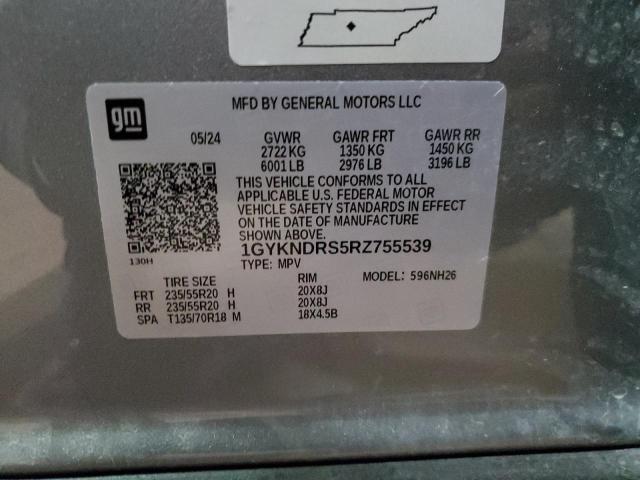 gm
MFD BY GENERAL MOTORS LLC
05/24 GVWR GAWR FRT GAWR RR
2722 KG 1350 KG 1450 KG
6001 LB 2976 LB 3196 LB
THIS VEHICLE CONFORMS TO ALL
APPLICABLE U.S. FEDERAL MOTOR
VEHICLE SAFETY STANDARDS IN EFFECT
ON THE DATE OF MANUFACTURE
SHOWN ABOVE.
1GYKNDRS5RZ755539
130H
TYPE: MPV
TIRE SIZE RIM MODEL: 596NH26
FRT 235/55R20 H 20X8J
RR 235/55R20 H 20X8J
SPA T135/70R18 M 18X4.5B